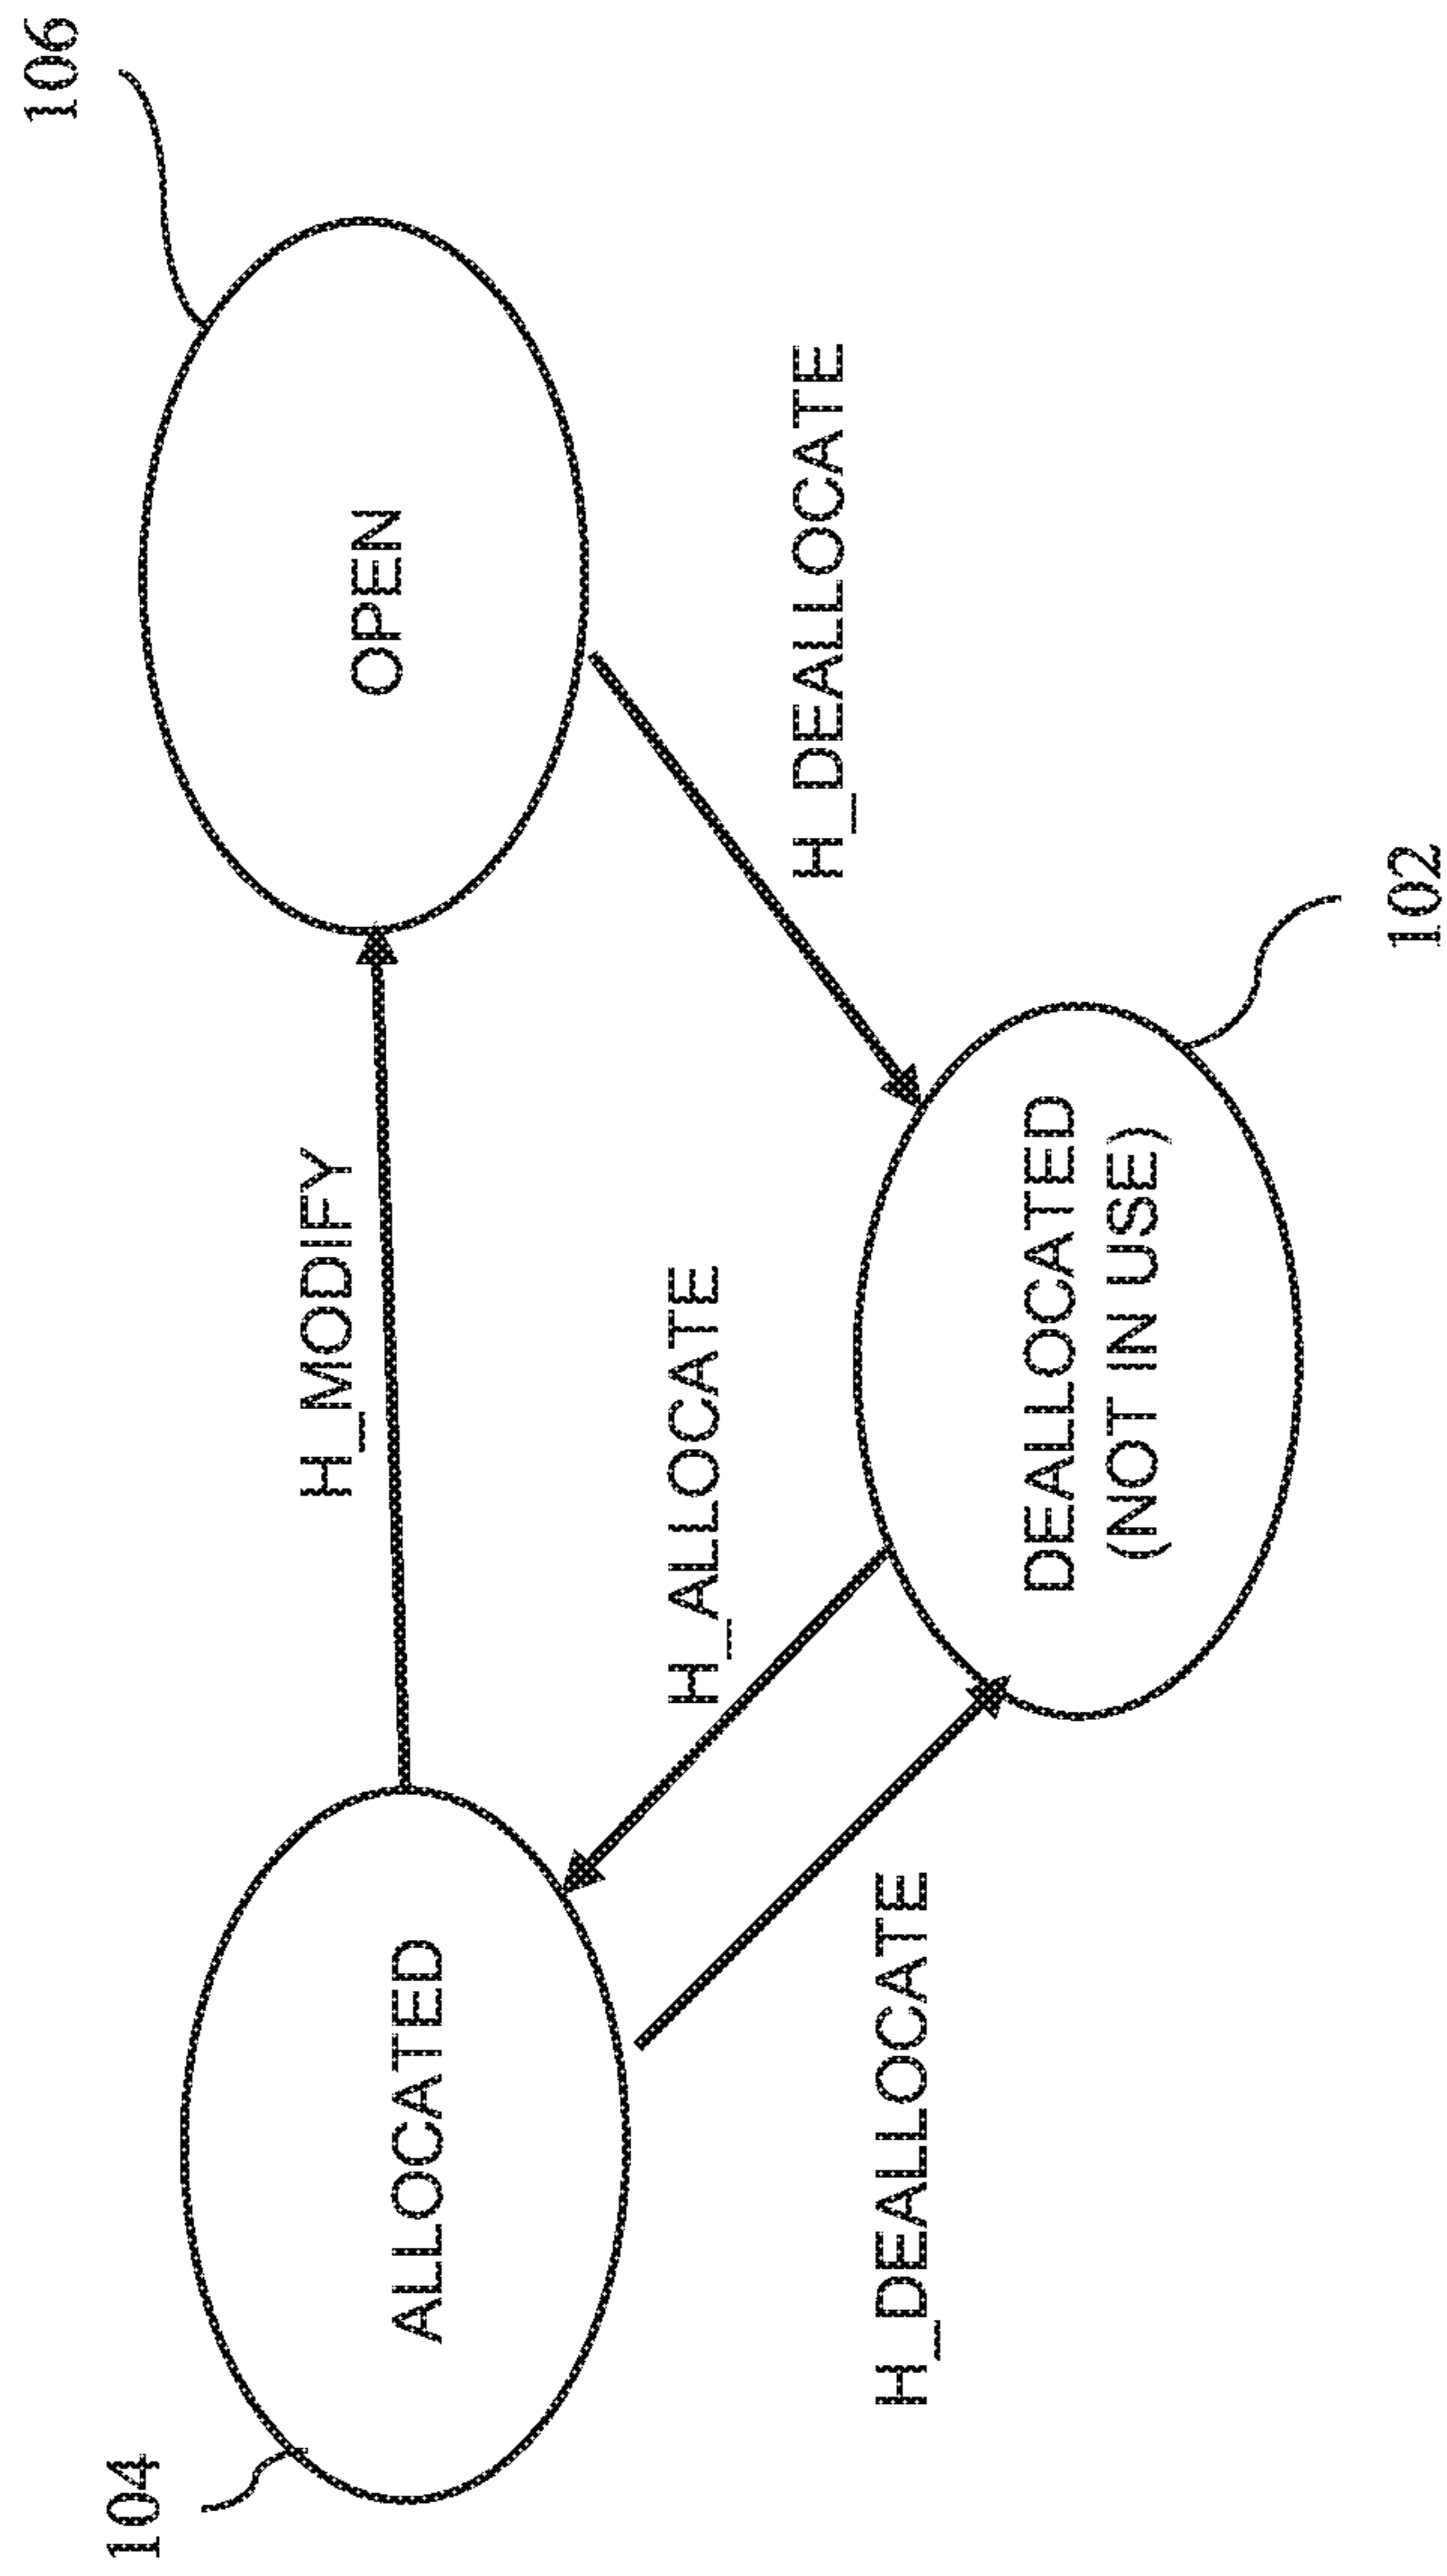 104
106
ALLOCATED
H_MODIFY
OPEN
H_ALLOCATE
H_DEALLOCATE
H_DEALLOCATE
DEALLOCATED
(NOT IN USE)
102